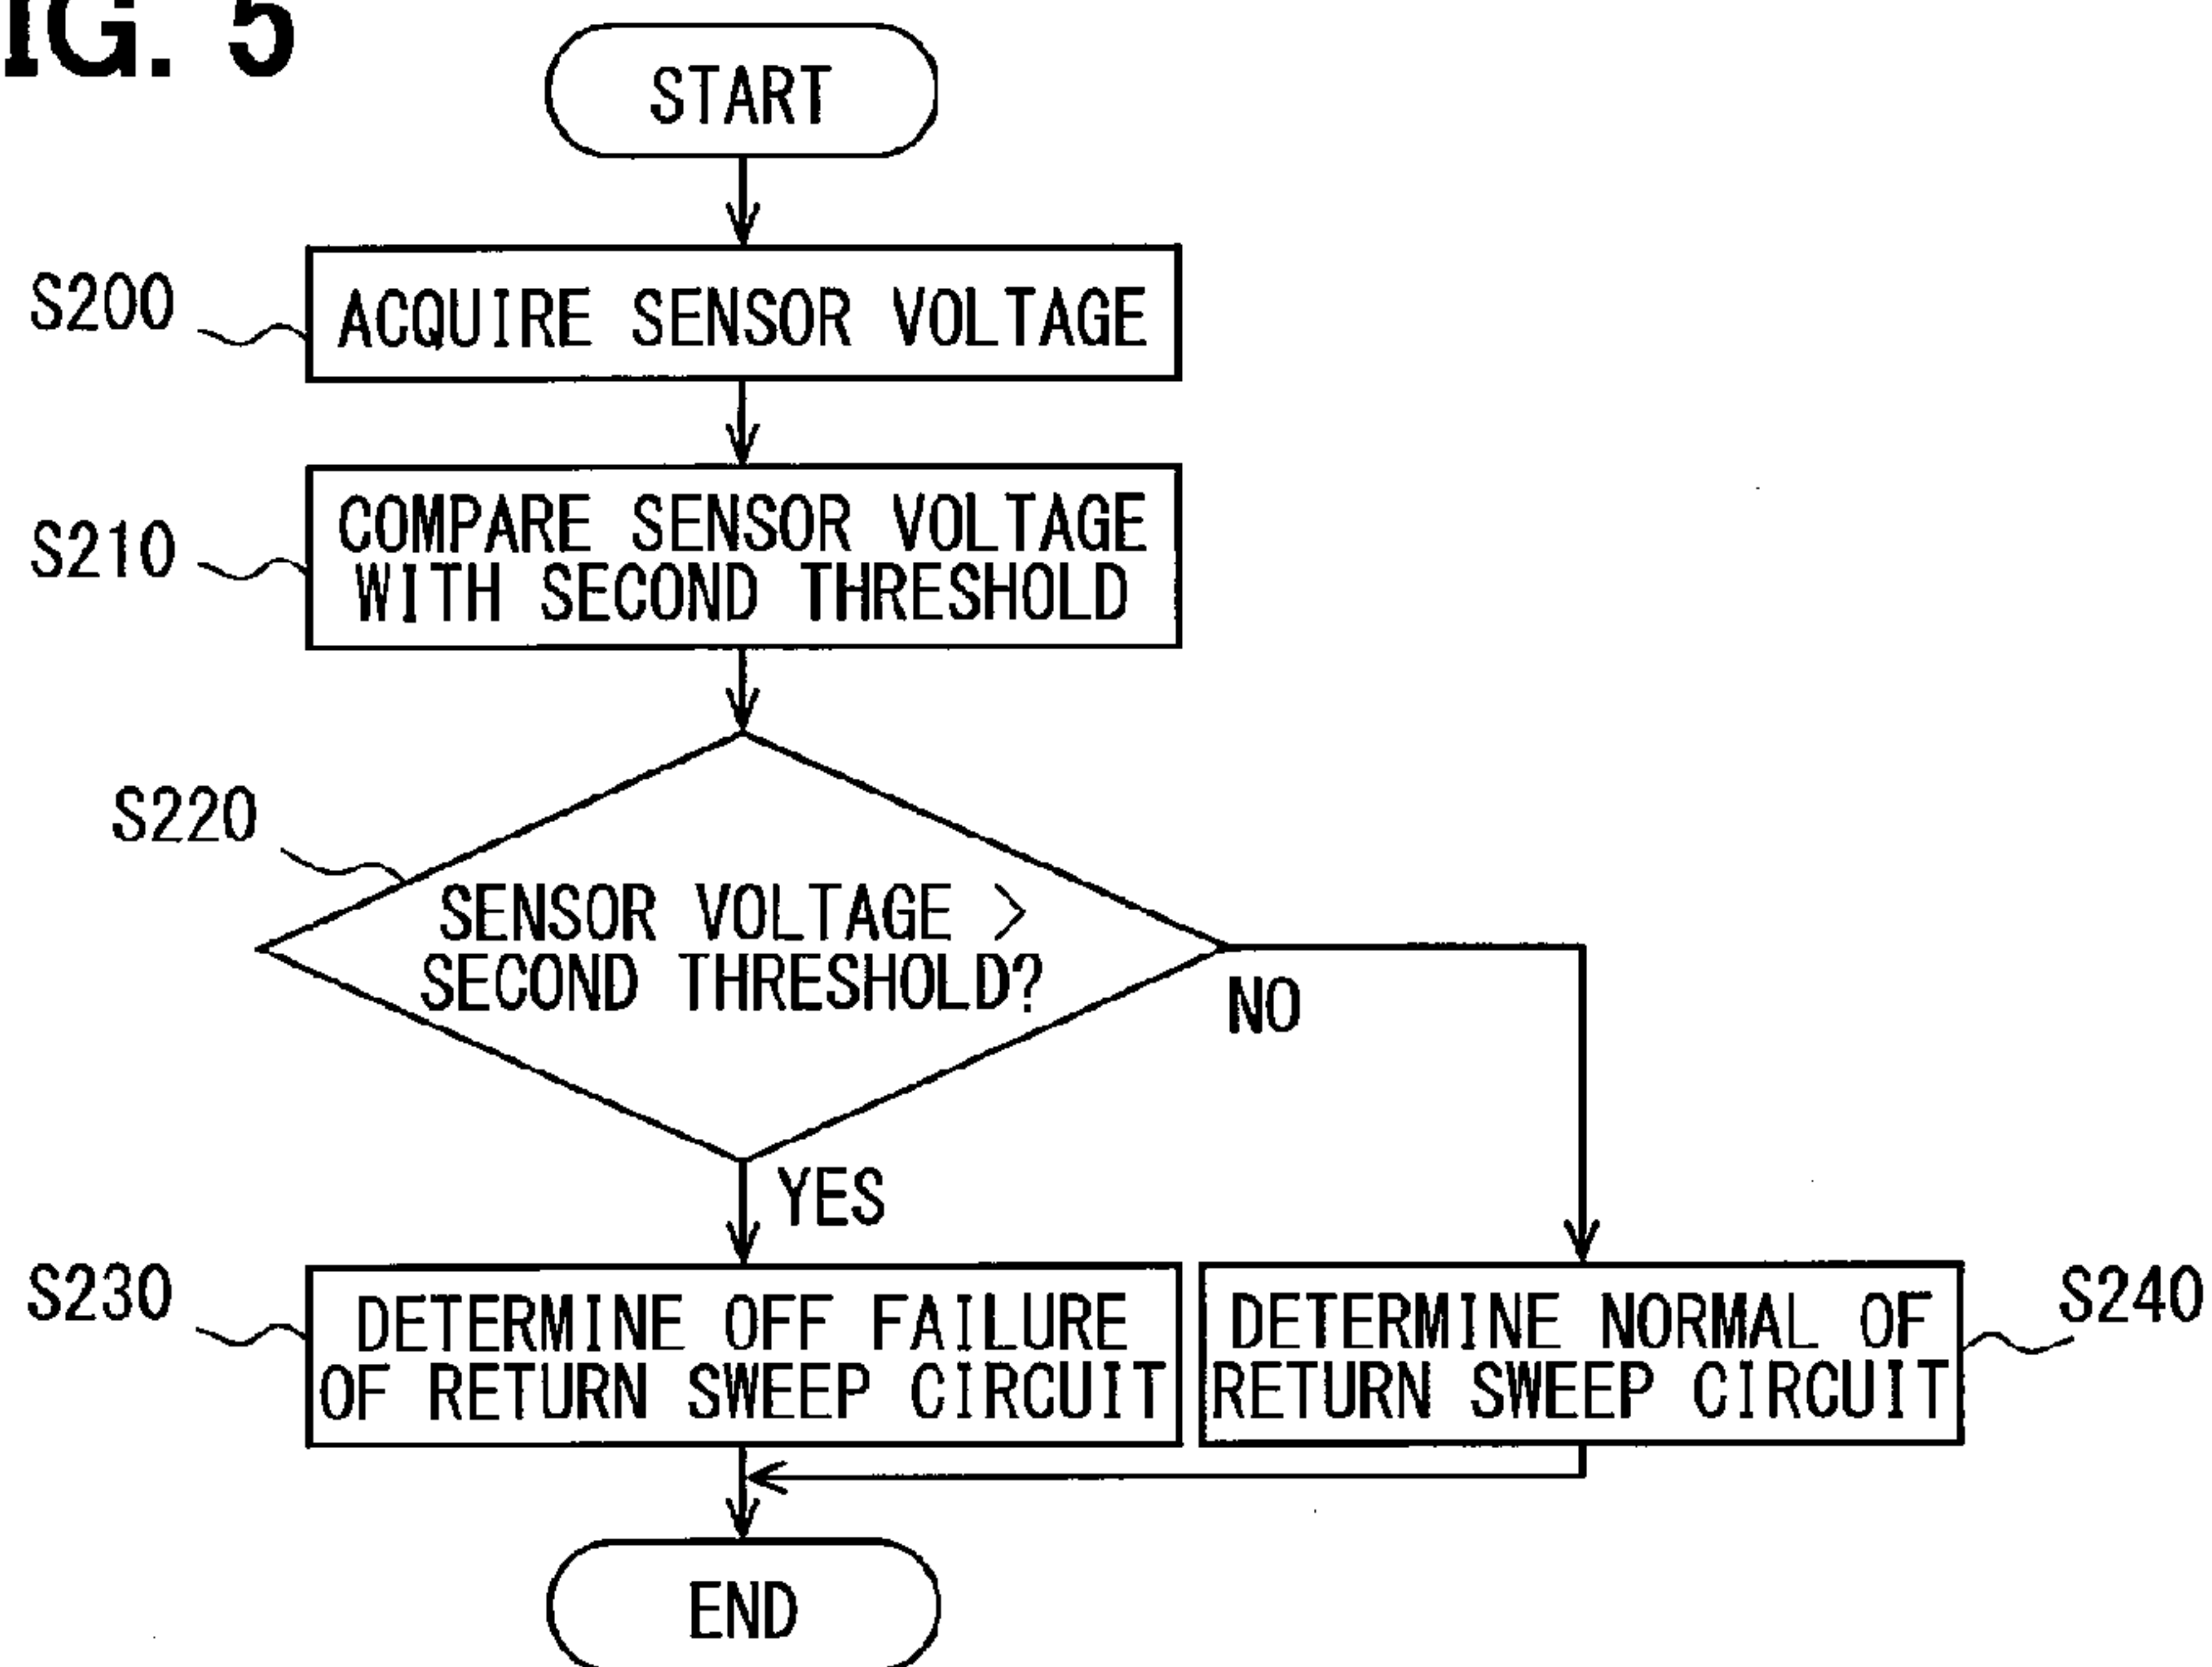 IG. 5
START
S200
ACQUIRE SENSOR VOLTAGE
S210
COMPARE SENSOR VOLTAGE
WITH SECOND THRESHOLD
S220
SENSOR VOLTAGE >
SECOND THRESHOLD?
NO
YES
S230
DETERMINE OFF FAILURE
OF RETURN SWEEP CIRCUIT
DETERMINE NORMAL OF
RETURN SWEEP CIRCUIT
S240
END